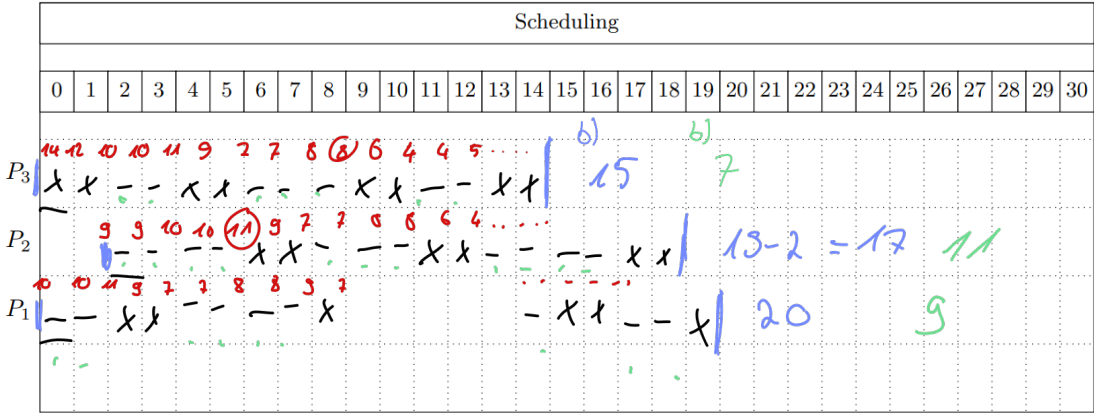 Scheduling
0 1 2 3 4 5 6 7 8 9 10 11 12 13 14 15 16 17 18 19 20 21 22 23 24 25 26 27 28 29 30
b) b)
14 12 10 10 11 9 7 7 8 8 6 4 4 5 ....
P3 X X – – X X – – – X X – – X X 15 7
9 9 10 10 11 9 7 7 8 8 6 4 .....
P2 – – – – X X – – – X X – – – – X X 19-2 = 17 11
10 10 11 9 7 7 8 8 9 7
P1 – – X X – – – – X – X X – – X 20 9